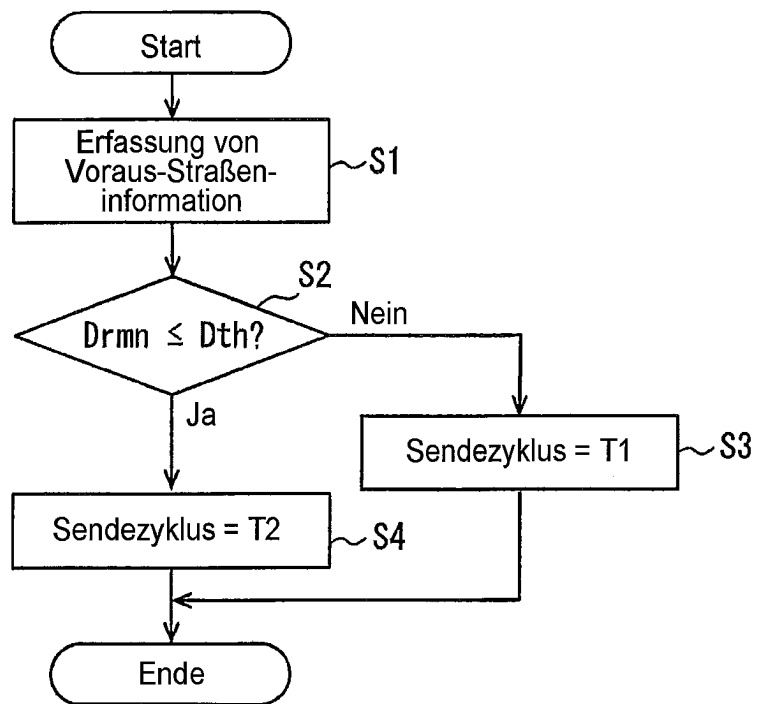 Start
Erfassung von
Voraus-Straßen-
information
S1
S2
Drmn ≦ Dth?
Nein
Ja
Sendezyklus = T1
S3
Sendezyklus = T2
S4
Ende